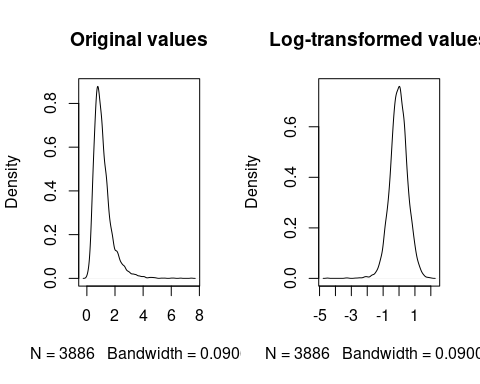 Original values
Density
0.0 0.2 0.4 0.6 0.8
0 2 4 6 8
N = 3886 Bandwidth = 0.090
Log-transformed values
Density
0.0 0.2 0.4 0.6
-5 -3 -1 1
N = 3886 Bandwidth = 0.0900